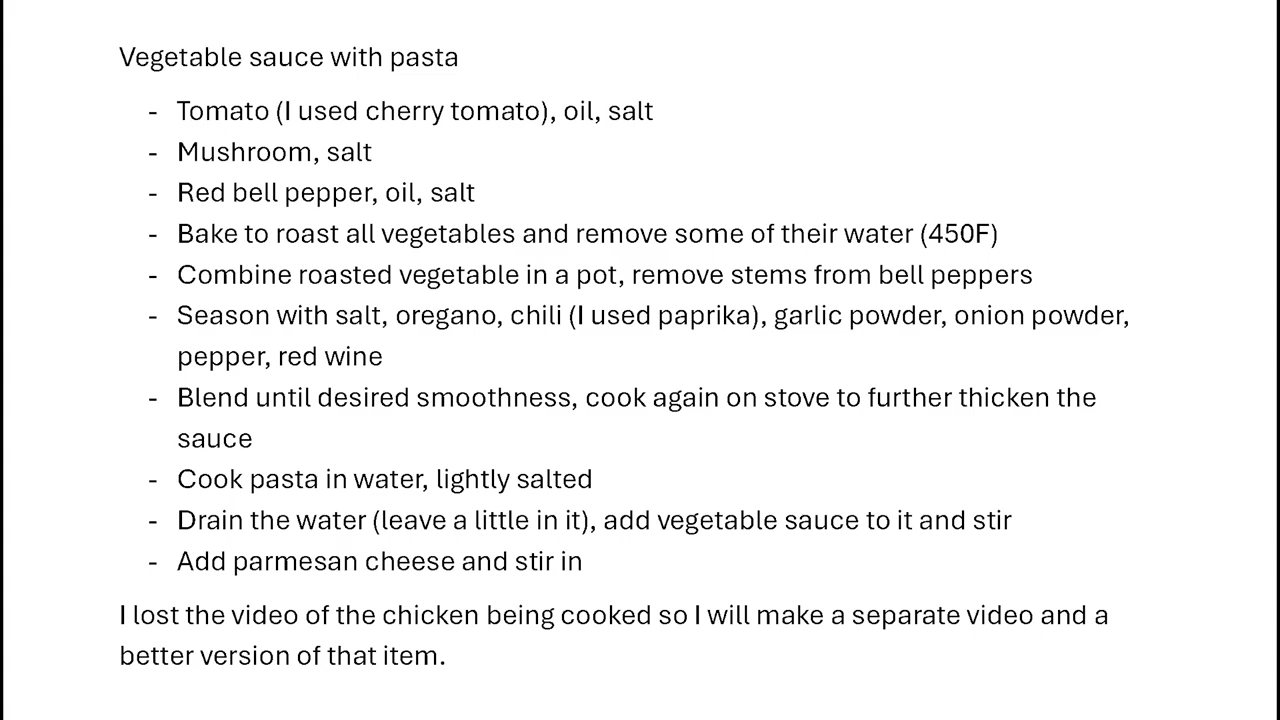 Vegetable sauce with pasta
- Tomato (I used cherry tomato), oil, salt
- Mushroom, salt
- Red bell pepper, oil, salt
- Bake to roast all vegetables and remove some of their water (450F)
- Combine roasted vegetable in a pot, remove stems from bell peppers
- Season with salt, oregano, chili (I used paprika), garlic powder, onion powder,
pepper, red wine
- Blend until desired smoothness, cook again on stove to further thicken the
sauce
- Cook pasta in water, lightly salted
- Drain the water (leave a little in it), add vegetable sauce to it and stir
- Add parmesan cheese and stir in
I lost the video of the chicken being cooked so I will make a separate video and a
better version of that item.